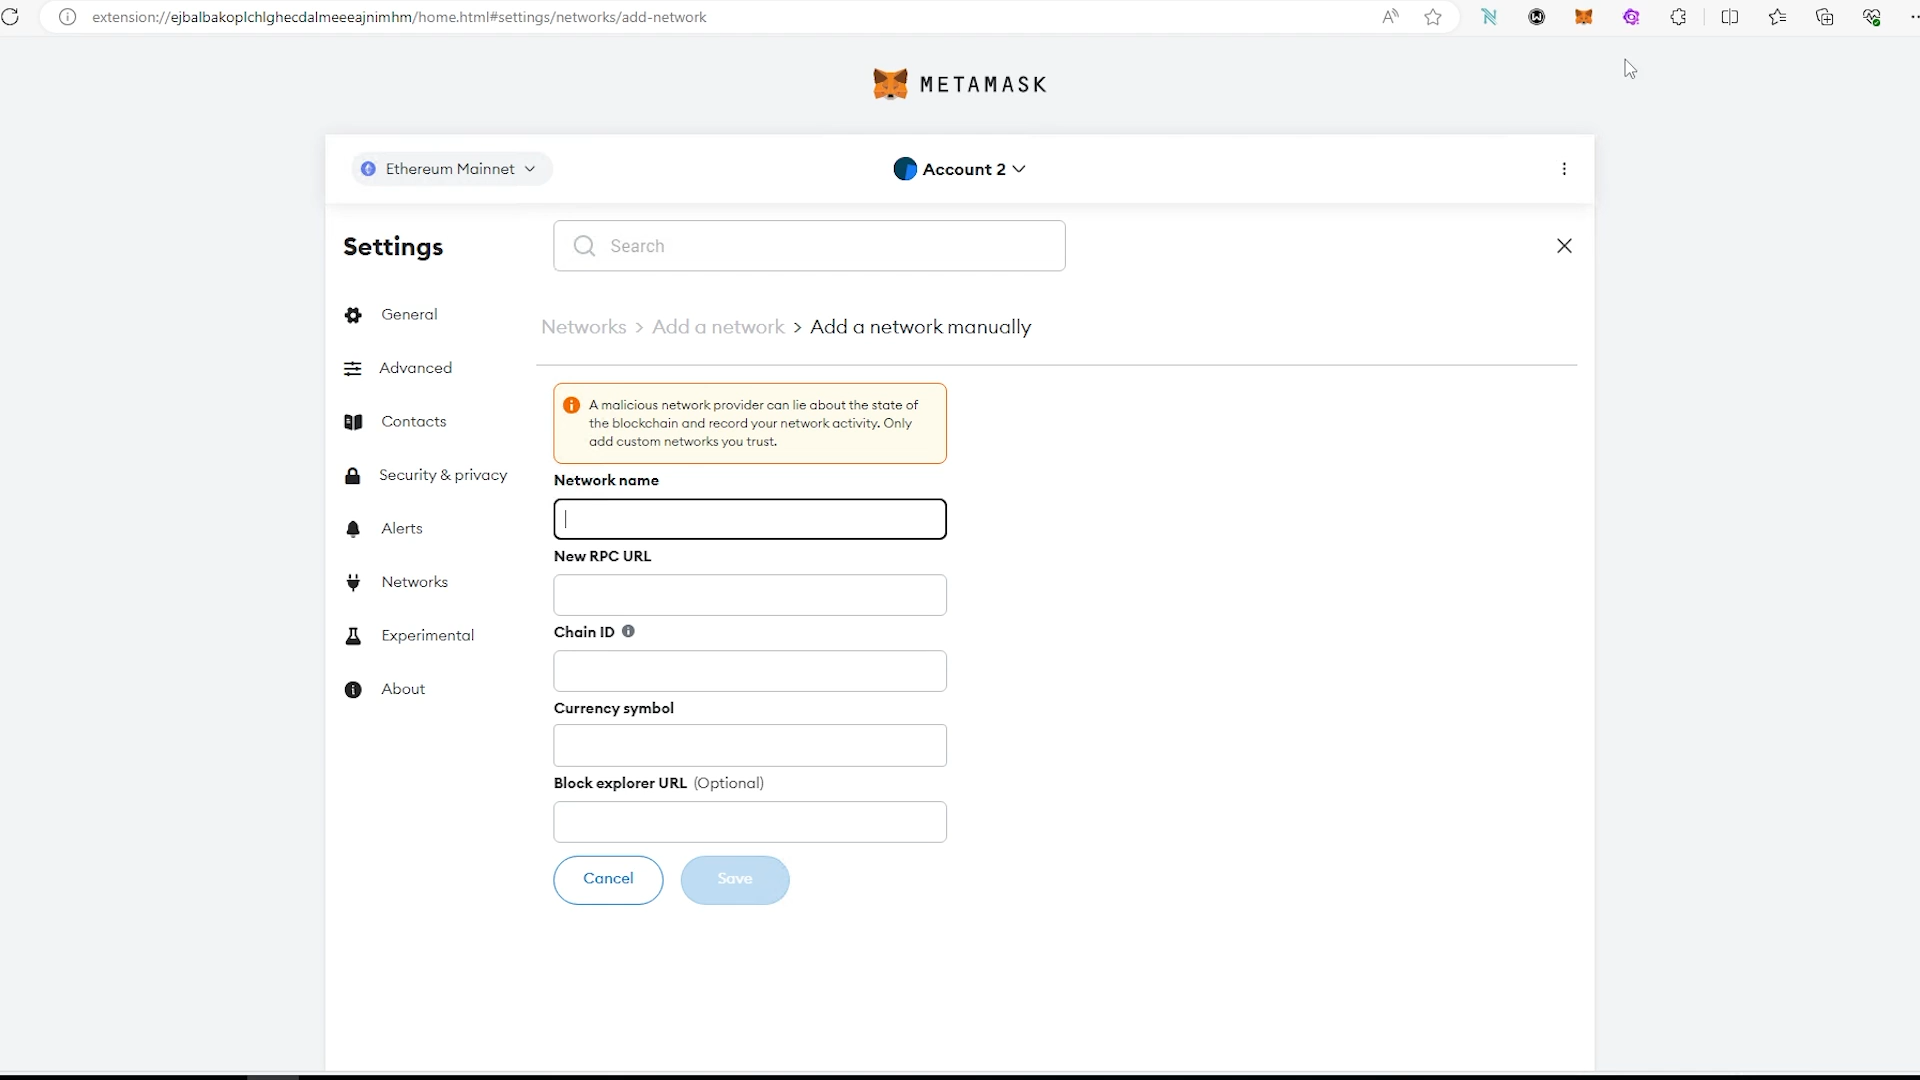 extension://ejbalbakoplchlghecdalmeeeajnimhm/home.html#settings/networks/add-network
METAMASK
Ethereum Mainnet
Account 2
Settings
Search
General
Advanced
Contacts
Security & privacy
Alerts
Networks
Experimental
About
Networks > Add a network > Add a network manually
A malicious network provider can lie about the state of
the blockchain and record your network activity. Only
add custom networks you trust.
Network name
New RPC URL
Chain ID
Currency symbol
Block explorer URL (Optional)
Cancel
Save